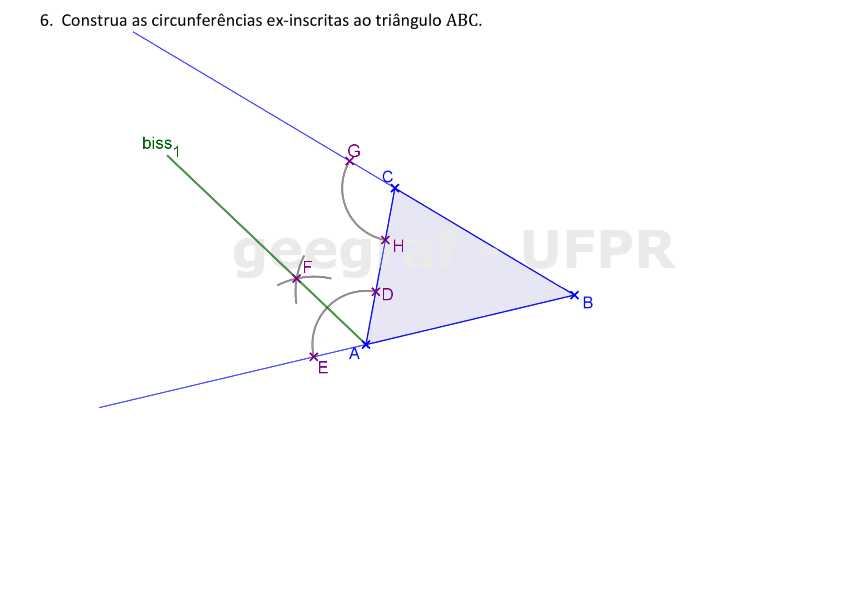 6. Construa as circunferências ex-inscritas ao triângulo ABC.
biss1
G
C
geegraf - UFPR
H
F
D
B
A
E